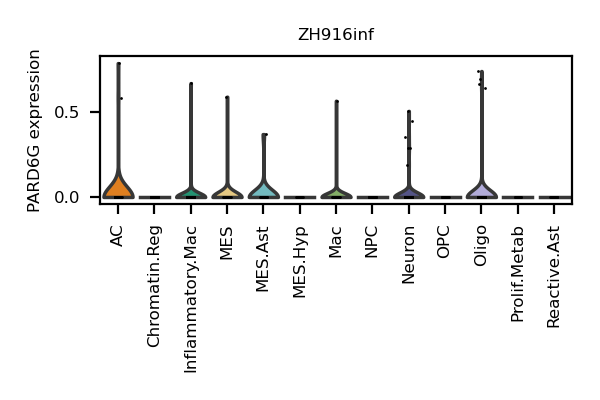 ZH916inf
PARD6G expression
0.5
0.0
AC
Chromatin.Reg
Inflammatory.Mac
MES
MES.Ast
MES.Hyp
Mac
NPC
Neuron
OPC
Oligo
Prolif.Metab
Reactive.Ast